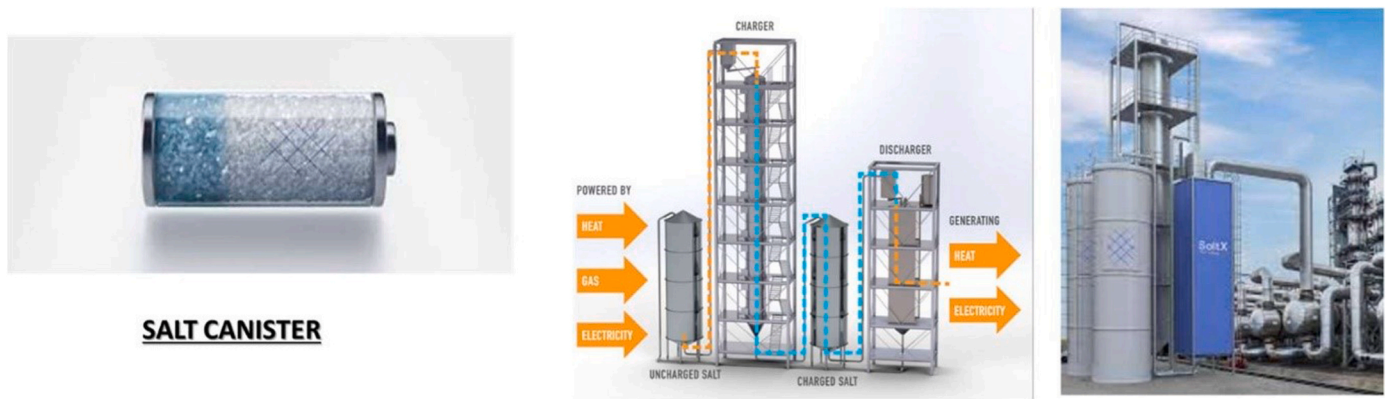 SALT CANISTER
CHARGER
DISCHARGER
POWERED BY
HEAT
GAS
ELECTRICITY
GENERATING
HEAT
ELECTRICITY
UNCHARGED SALT
CHARGED SALT
SaltX